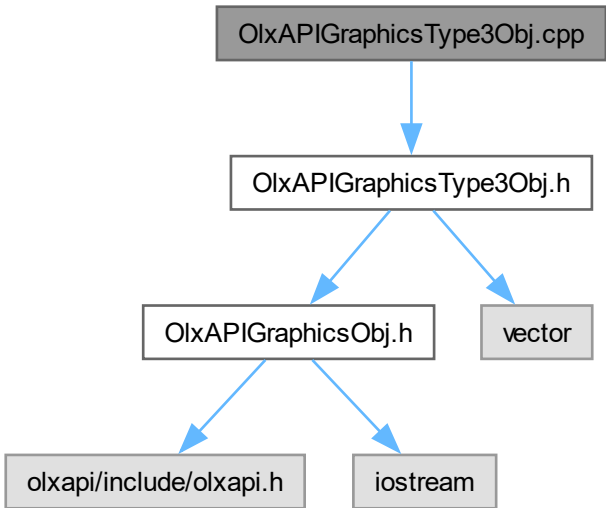 OlxAPIGraphicsType3Obj.cpp
OlxAPIGraphicsType3Obj.h
OlxAPIGraphicsObj.h
vector
olxapi/include/olxapi.h
iostream